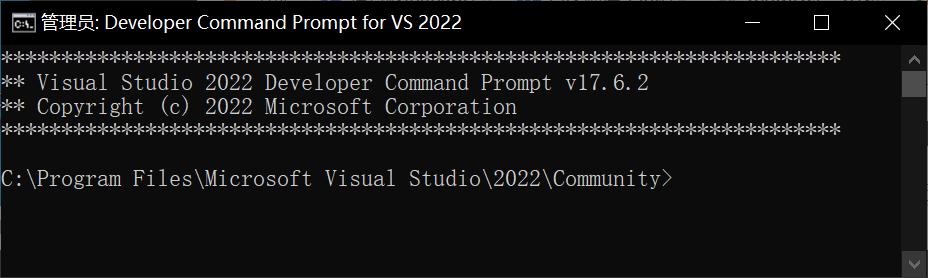 管理员: Developer Command Prompt for VS 2022
**********************************************************************
** Visual Studio 2022 Developer Command Prompt v17.6.2
** Copyright (c) 2022 Microsoft Corporation
**********************************************************************
C:\Program Files\Microsoft Visual Studio\2022\Community>